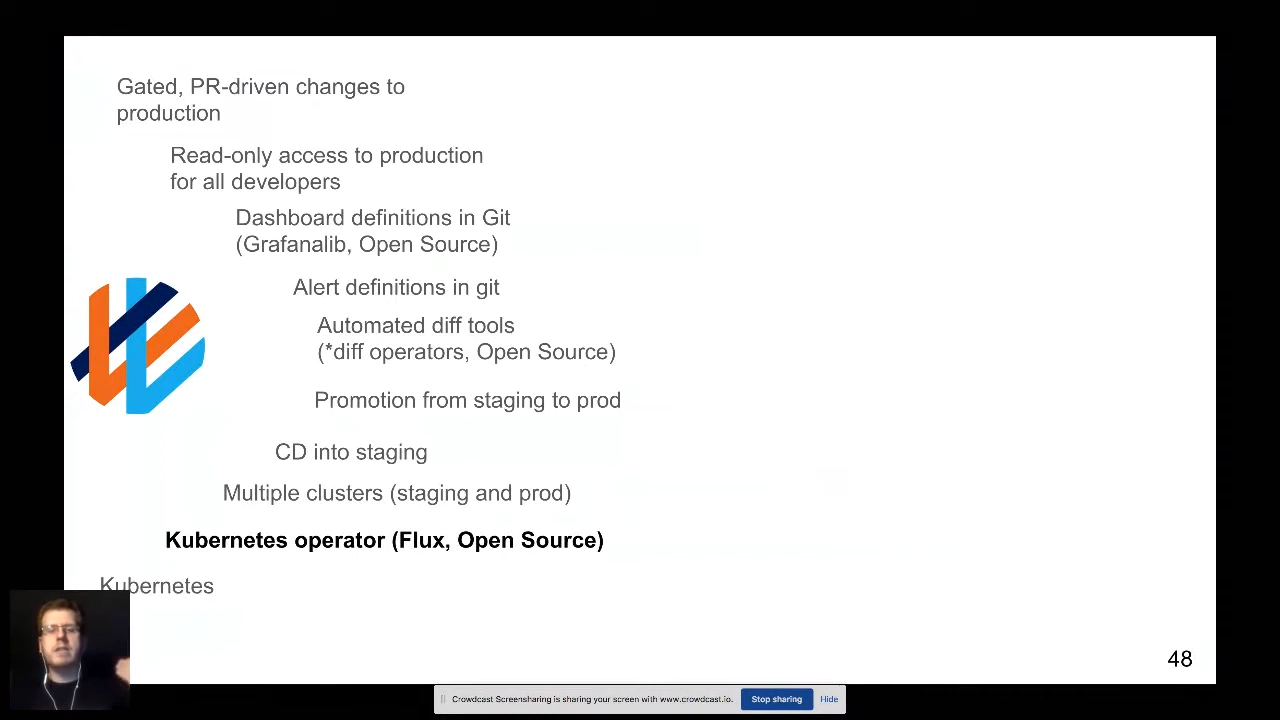 Gated, PR-driven changes to
production
Read-only access to production
for all developers
Dashboard definitions in Git
(Grafanalib, Open Source)
Alert definitions in git
Automated diff tools
(*diff operators, Open Source)
Promotion from staging to prod
CD into staging
Multiple clusters (staging and prod)
Kubernetes operator (Flux, Open Source)
Kubernetes
48
Crowdcast Screensharing is sharing your screen with www.crowdcast.io. Stop sharing Hide